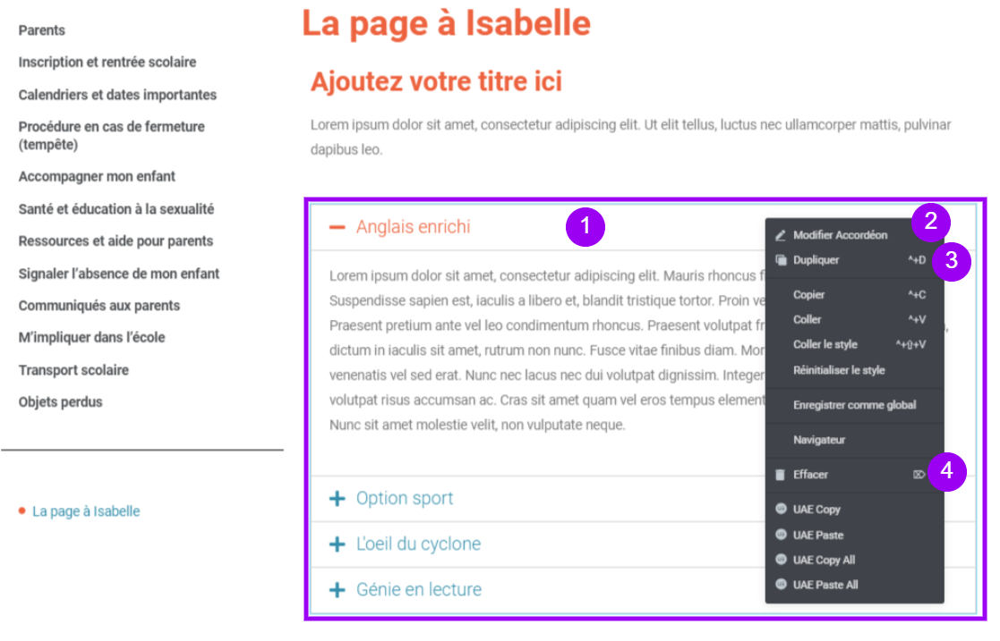 Parents
Inscription et rentrée scolaire
Calendriers et dates importantes
Procédure en cas de fermeture
(tempête)
Accompagner mon enfant
Santé et éducation à la sexualité
Ressources et aide pour parents
Signaler l'absence de mon enfant
Communiqués aux parents
M'impliquer dans l'école
Transport scolaire
Objets perdus
La page à Isabelle
La page à Isabelle
Ajoutez votre titre ici
Lorem ipsum dolor sit amet, consectetur adipiscing elit. Ut elit tellus, luctus nec ullamcorper mattis, pulvinar
dapibus leo.
Anglais enrichi
1
Lorem ipsum dolor sit amet, consectetur adipiscing elit. Mauris rhoncus
Suspendisse sapien est, iaculis a libero et, blandit tristique tortor. Proin
Praesent pretium ante vel leo condimentum rhoncus. Praesent volutpat
dictum in iaculis sit amet, rutrum non nunc. Fusce vitae finibus diam.
venenatis vel sed erat. Nunc nec lacus nec dui volutpat dignissim. Integer
volutpat risus accumsan ac. Cras sit amet quam vel eros tempus
Nunc sit amet molestie velit, non vulputate neque.
Option sport
L'oeil du cyclone
Génie en lecture
Modifier Accordéon 2
Dupliquer ^+D 3
Copier ^+C
Coller ^+V
Coller le style ^+⇧+V
Réinitialiser le style
Enregistrer comme global
Navigateur
Effacer ⌦ 4
UAE Copy
UAE Paste
UAE Copy All
UAE Paste All